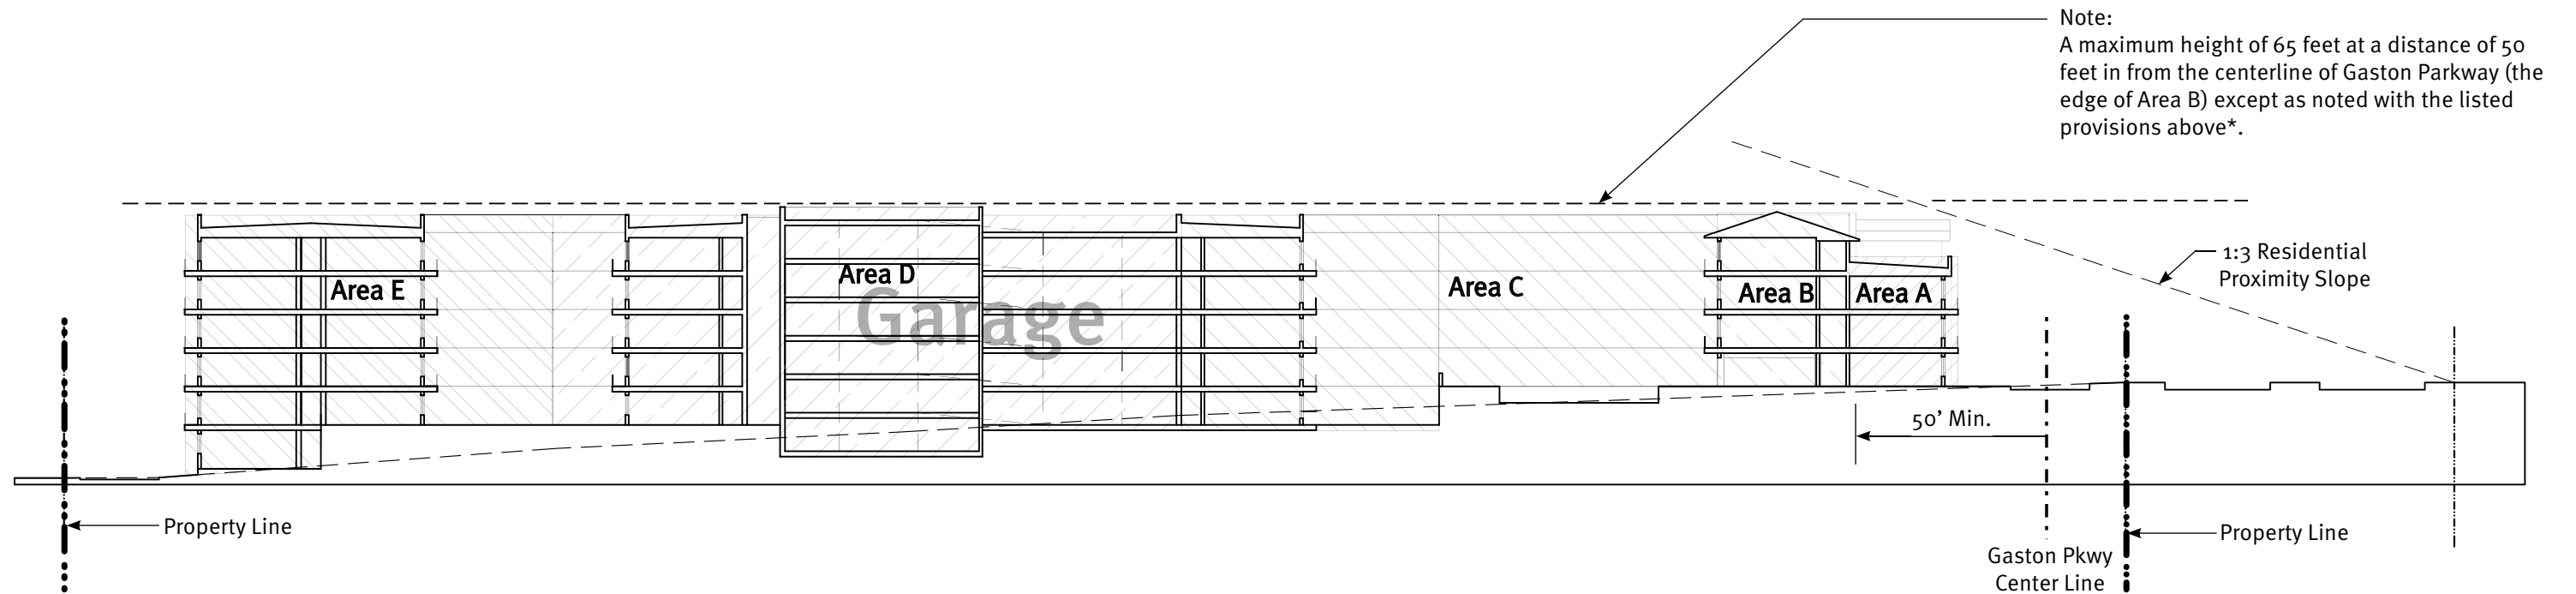 Note:
A maximum height of 65 feet at a distance of 50
feet in from the centerline of Gaston Parkway (the
edge of Area B) except as noted with the listed
provisions above*.
1:3 Residential
Proximity Slope
Area E
Area D
Garage
Area C
Area B
Area A
50’ Min.
Property Line
Gaston Pkwy
Center Line
Property Line